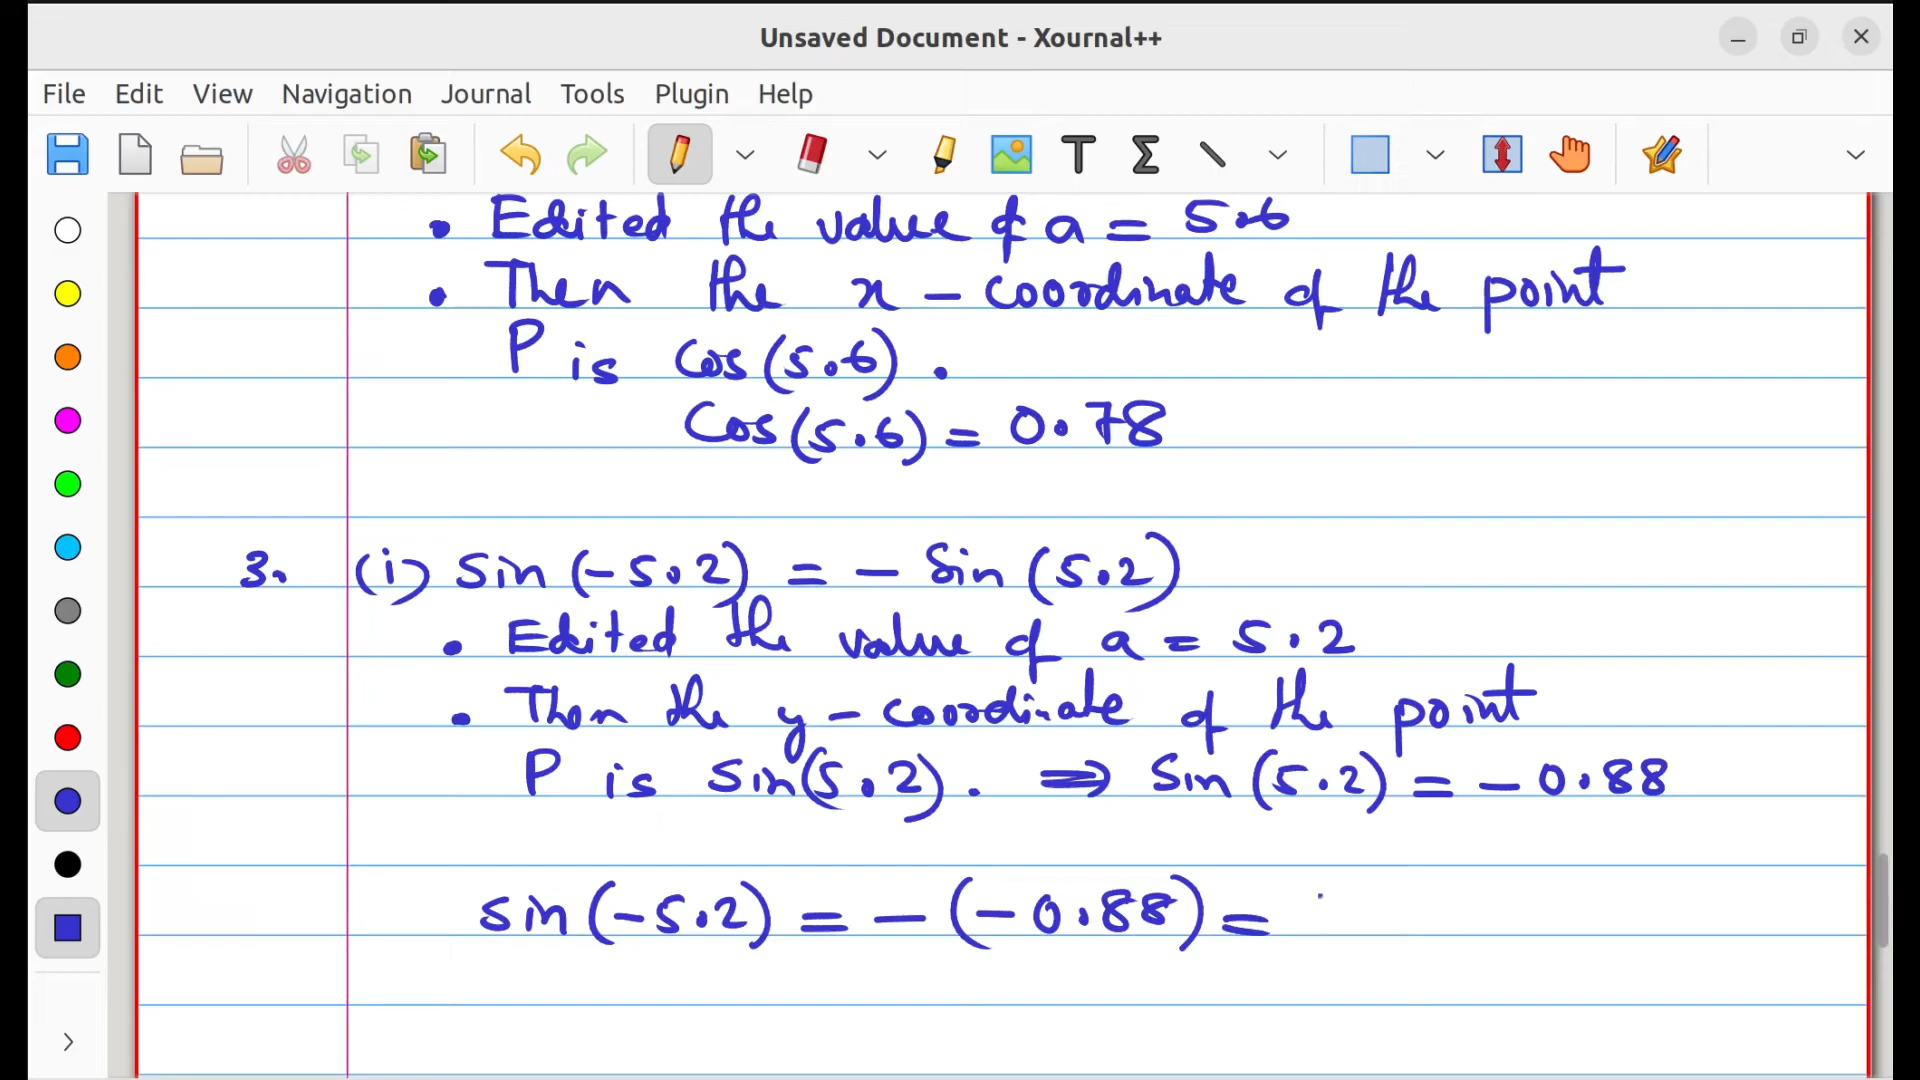 Unsaved Document - Xournal++
File Edit View Navigation Journal Tools Plugin Help
• Edited the value of a = 5.6
• Then the x - coordinate of the point
P is cos(5.6).
Cos(5.6) = 0.78
3. (i) sin(-5.2) = - Sin(5.2)
• Edited the value of a = 5.2
• Then the y - coordinate of the point
P is sin(5.2). ⇒ Sin(5.2) = - 0.88
sin(-5.2) = - (- 0.88) =